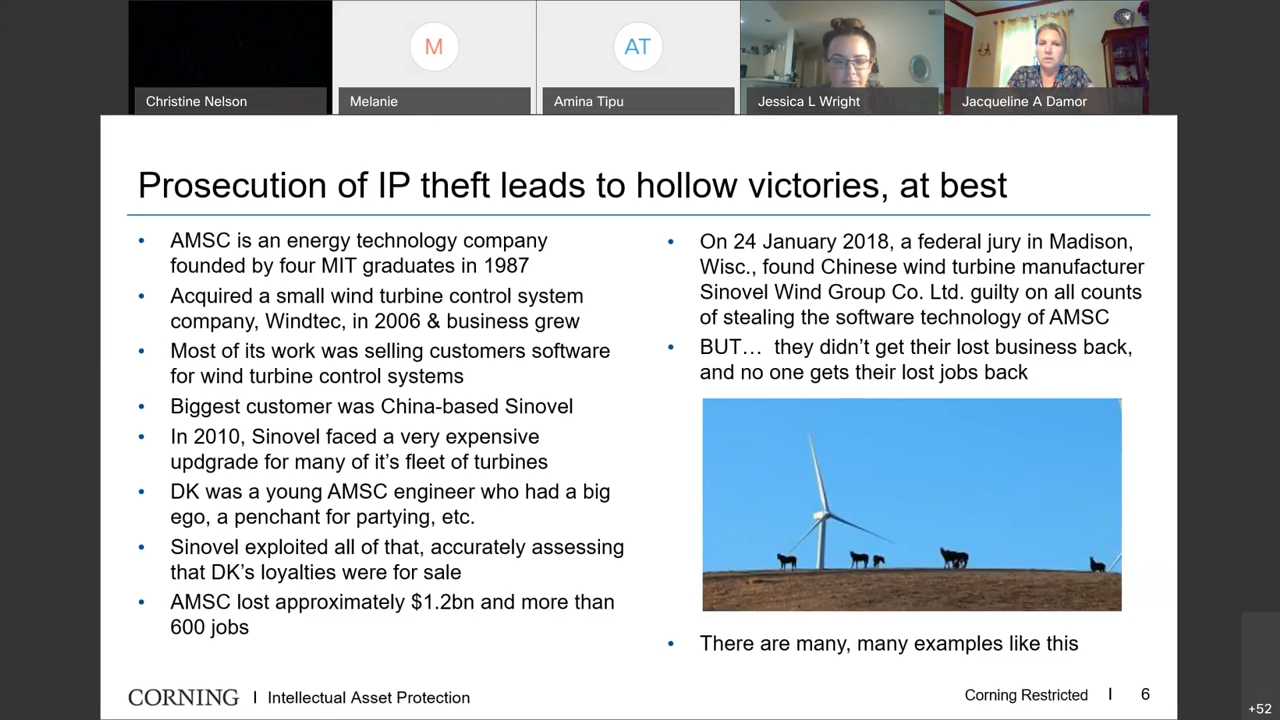 M
AT
Christine Nelson
Melanie
Amina Tipu
Jessica L Wright
Jacqueline A Damor
Prosecution of IP theft leads to hollow victories, at best
• AMSC is an energy technology company
founded by four MIT graduates in 1987
• Acquired a small wind turbine control system
company, Windtec, in 2006 & business grew
• Most of its work was selling customers software
for wind turbine control systems
• Biggest customer was China-based Sinovel
• In 2010, Sinovel faced a very expensive
updgrade for many of it’s fleet of turbines
• DK was a young AMSC engineer who had a big
ego, a penchant for partying, etc.
• Sinovel exploited all of that, accurately assessing
that DK’s loyalties were for sale
• AMSC lost approximately $1.2bn and more than
600 jobs
• On 24 January 2018, a federal jury in Madison,
Wisc., found Chinese wind turbine manufacturer
Sinovel Wind Group Co. Ltd. guilty on all counts
of stealing the software technology of AMSC
• BUT… they didn’t get their lost business back,
and no one gets their lost jobs back
• There are many, many examples like this
CORNING | Intellectual Asset Protection
Corning Restricted | 6
+52